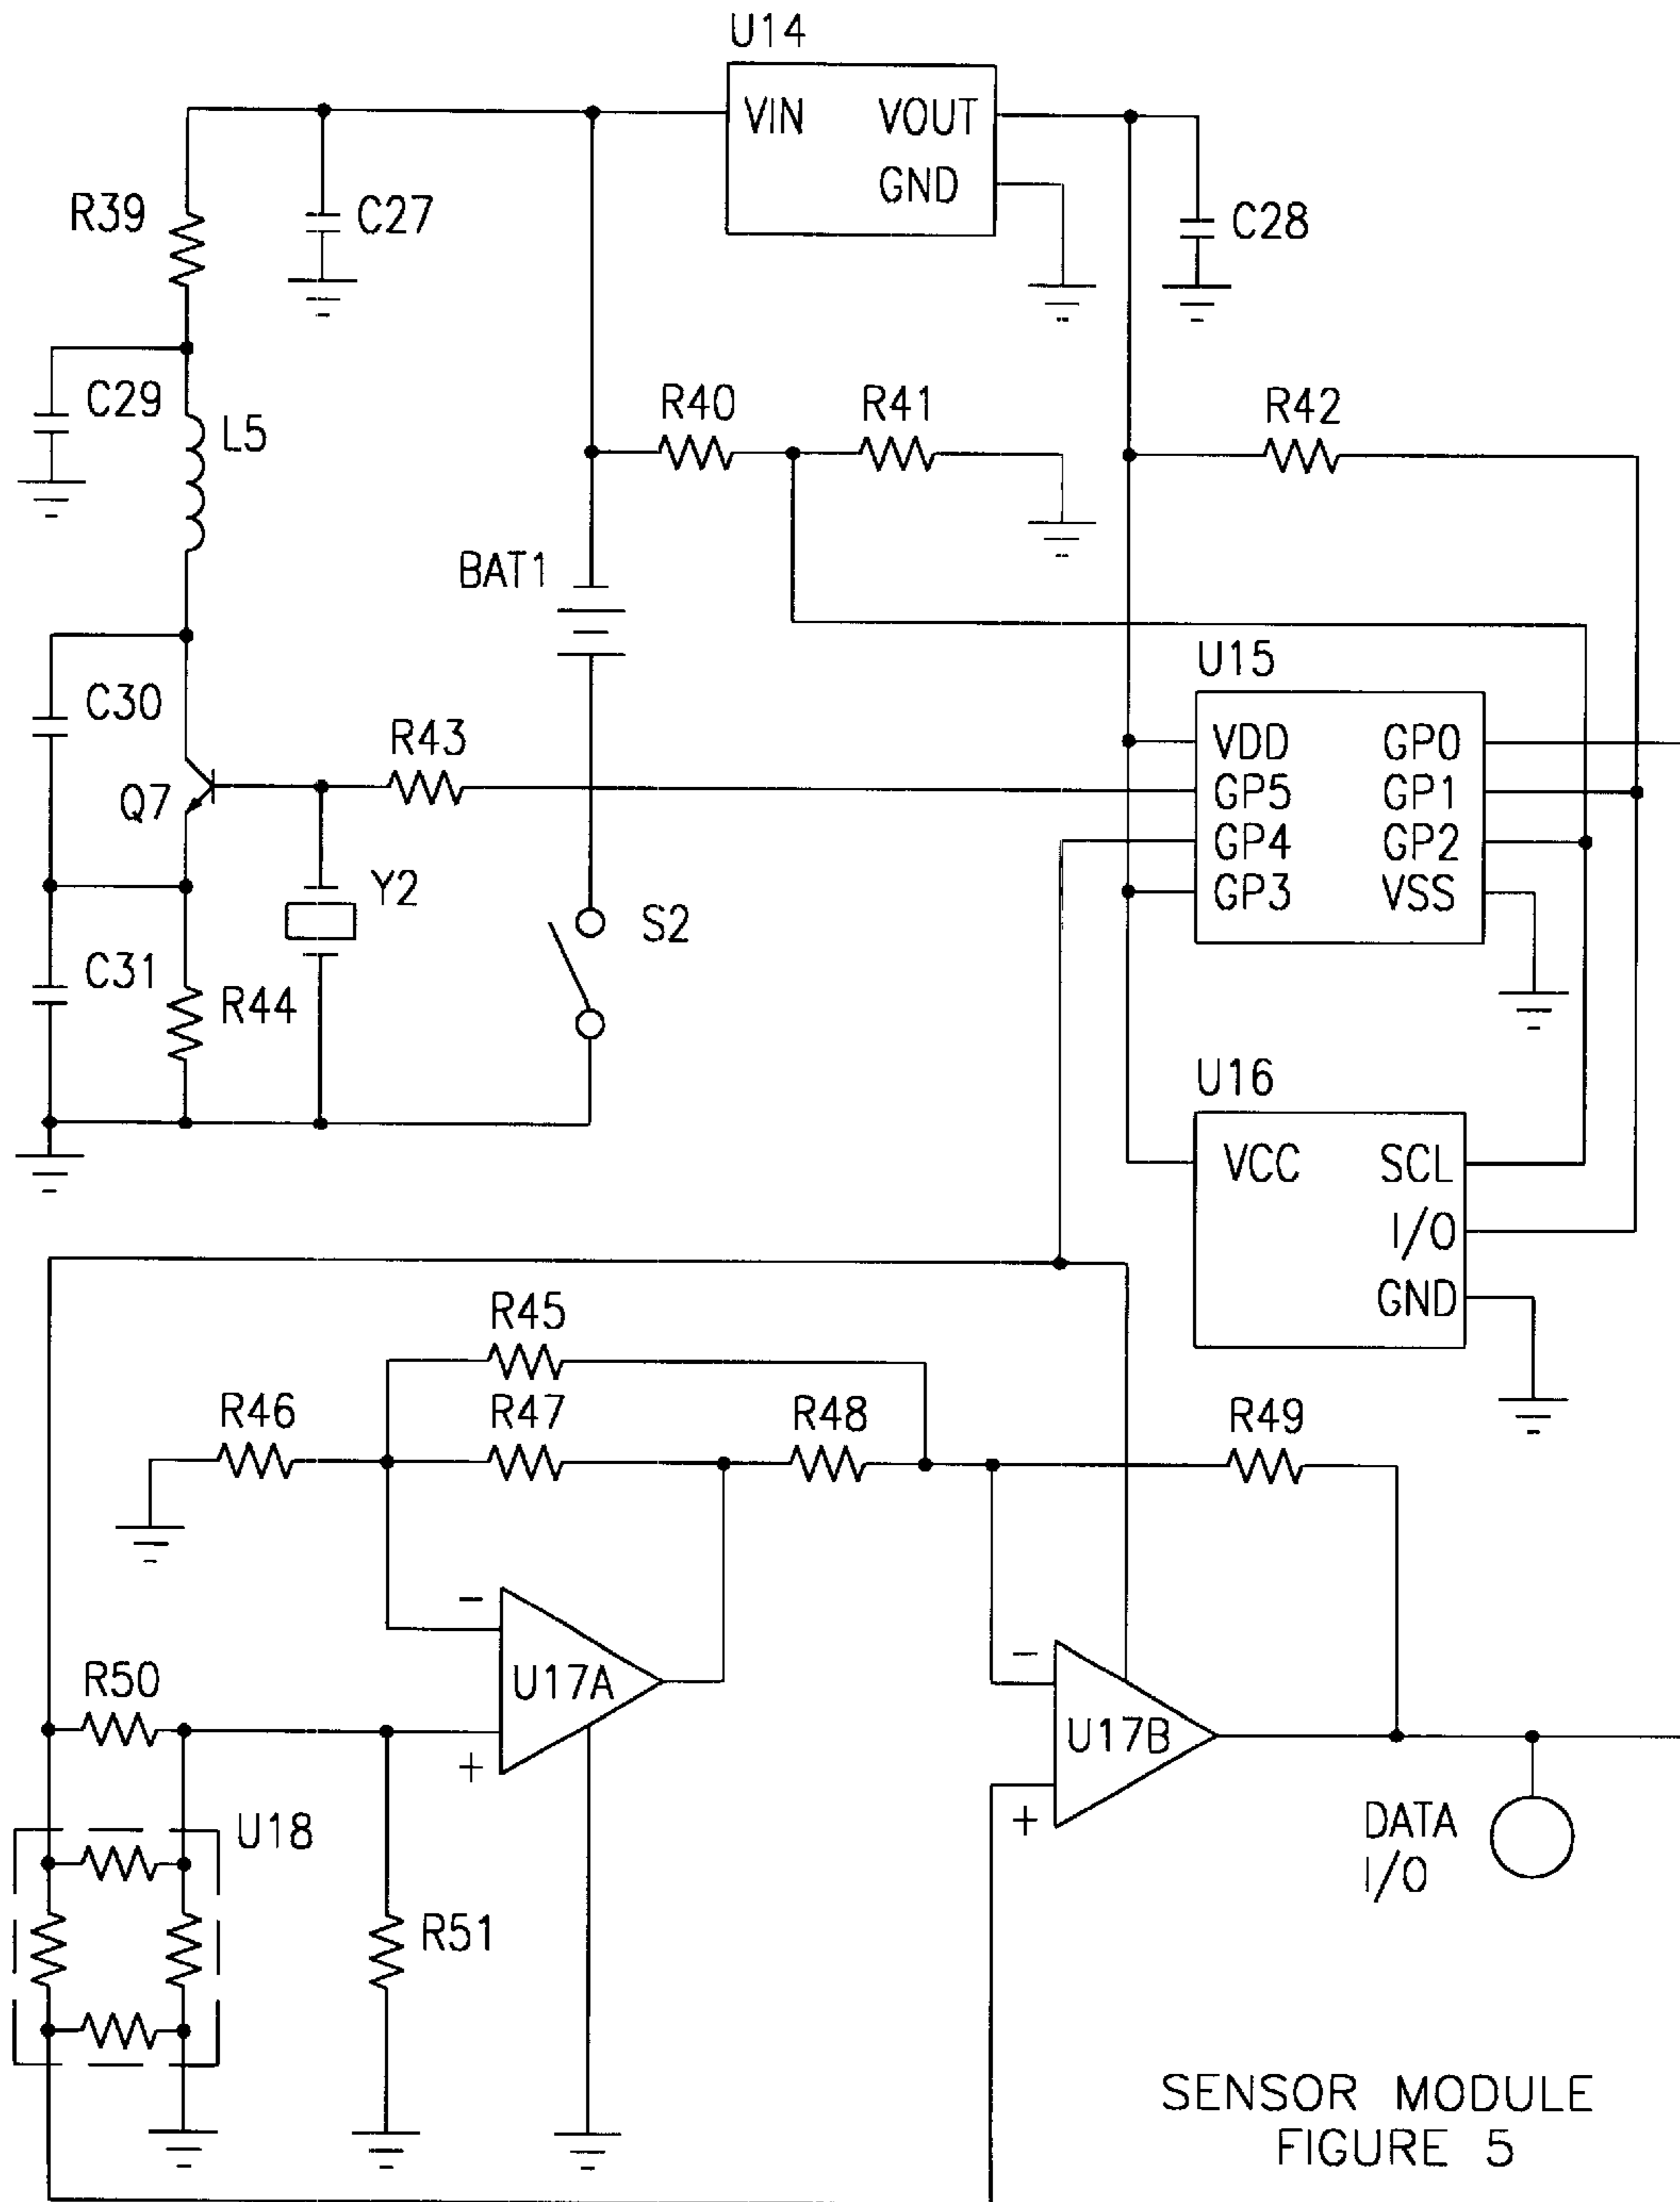 U14
VIN VOUT
GND
R39
C27
C28
C29
L5
R40
R41
R42
BAT1
U15
C30
R43
VDD GP0
GP5 GP1
GP4 GP2
GP3 VSS
Q7
Y2
S2
C31
R44
U16
VCC SCL
I/O
GND
R45
R46
R47
R48
R49
-
U17A
+
R50
-
U17B
+
U18
R51
DATA
I/O
SENSOR MODULE
FIGURE 5